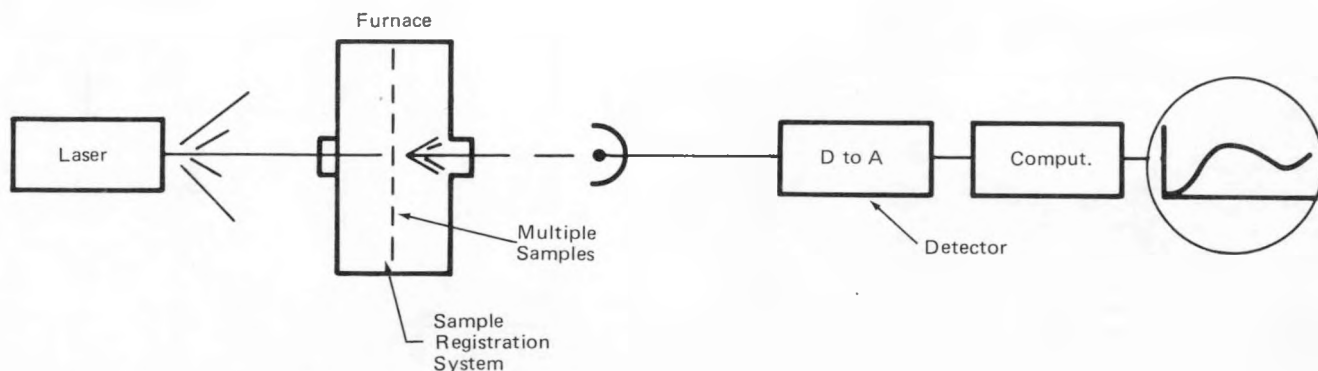 Furnace
Laser
D to A
Comput.
Multiple
Samples
Detector
Sample
Registration
System